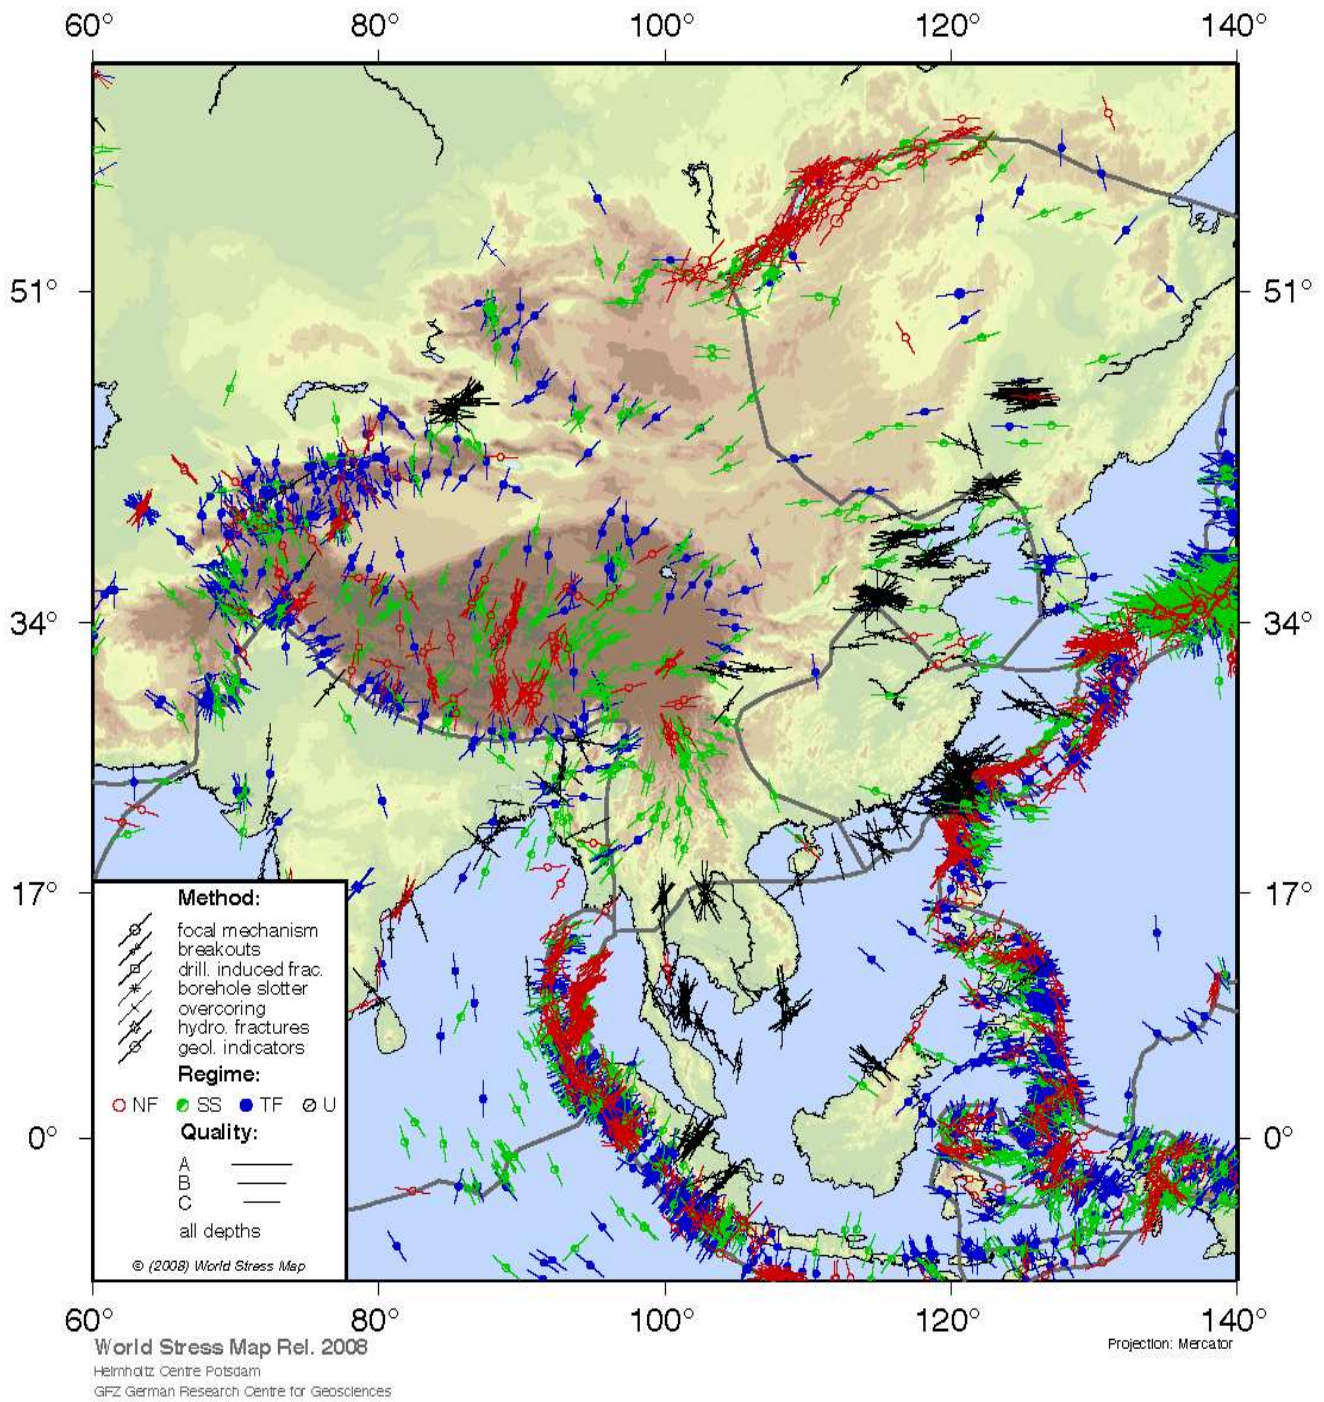 60° 80° 100° 120° 140°
51° 51°
34° 34°
17° 17°
0° 0°
Method:
focal mechanism
breakouts
drill. induced frac.
borehole slotter
overcoring
hydro. fractures
geol. indicators
Regime:
NF SS TF U
Quality:
A
B
C
all depths
© (2008) World Stress Map
60° 80° 100° 120° 140°
World Stress Map Rel. 2008
Projection: Mercator
Helmholtz Centre Potsdam
GFZ German Research Centre for Geosciences